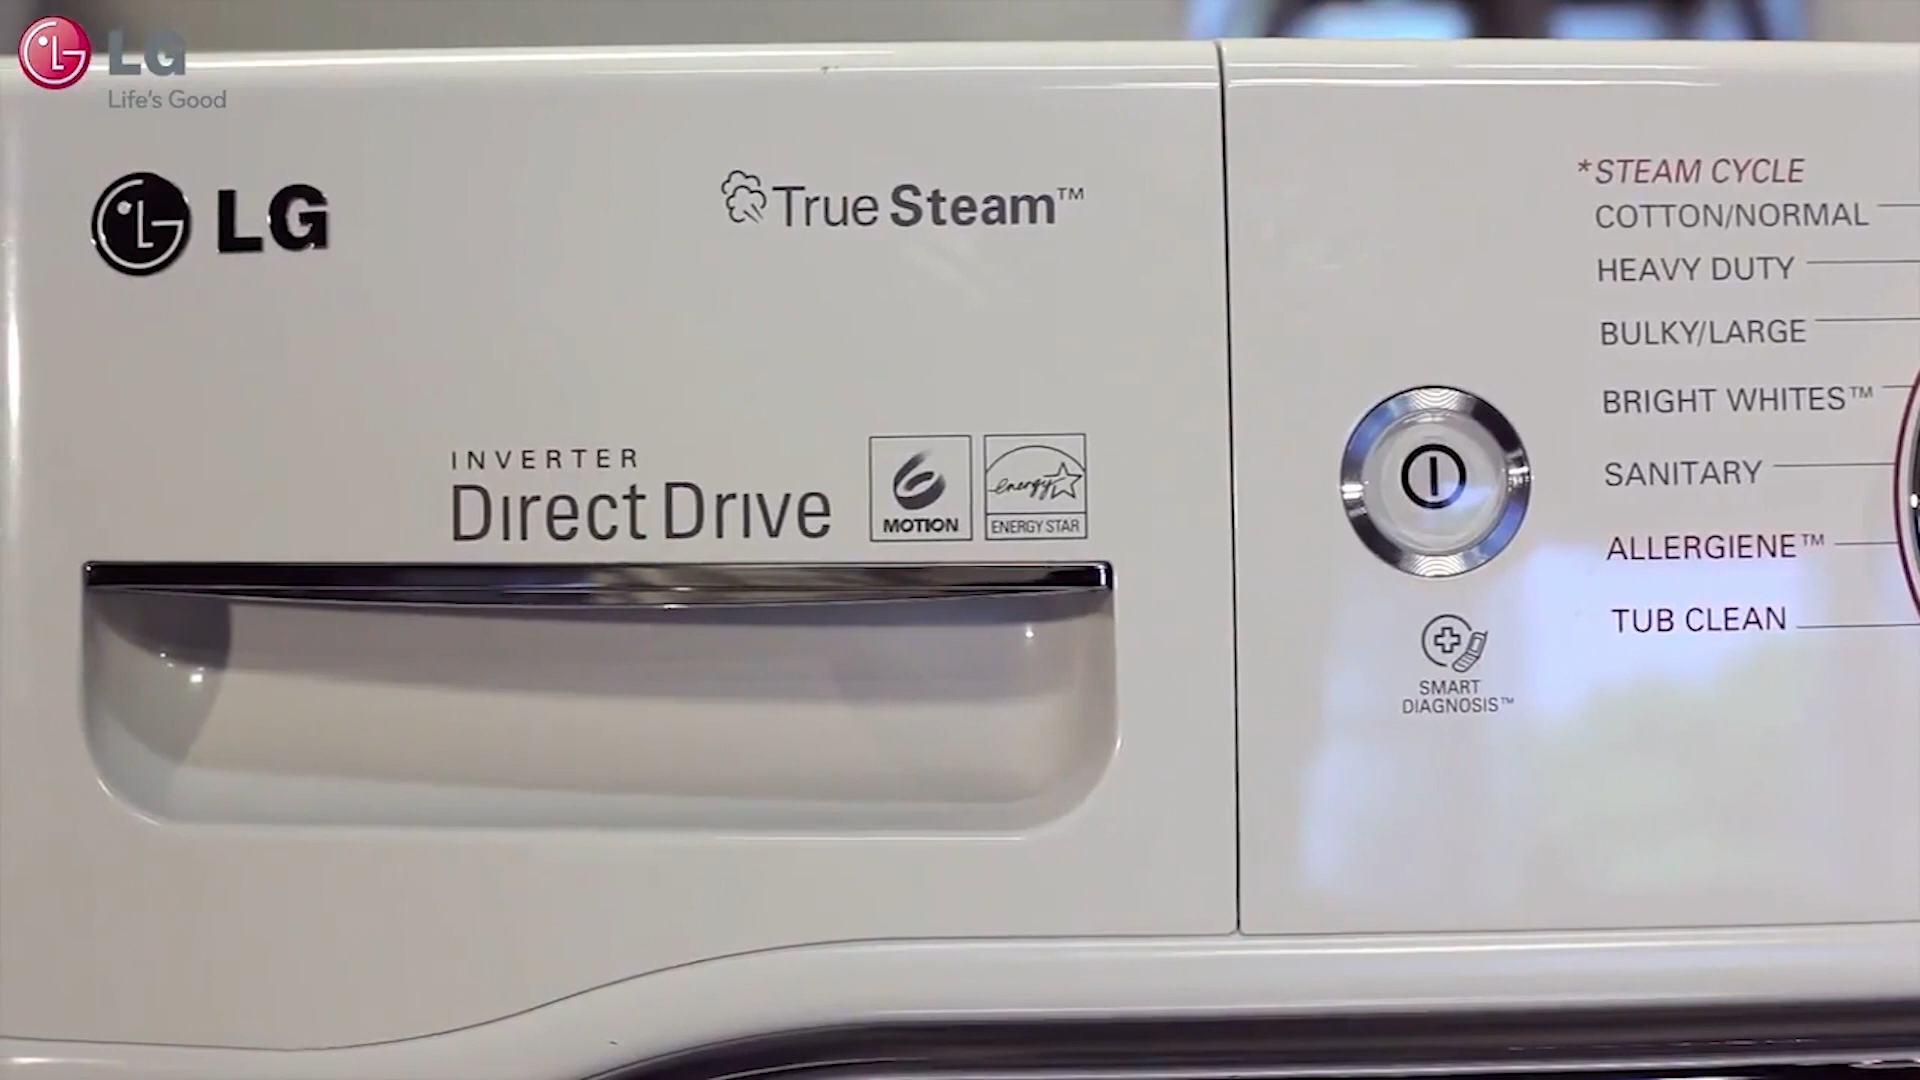 LG
Life's Good
LG
True Steam™
INVERTER
Direct Drive
MOTION
energy
ENERGY STAR
SMART
DIAGNOSIS™
*STEAM CYCLE
COTTON/NORMAL
HEAVY DUTY
BULKY/LARGE
BRIGHT WHITES™
SANITARY
ALLERGIENE™
TUB CLEAN